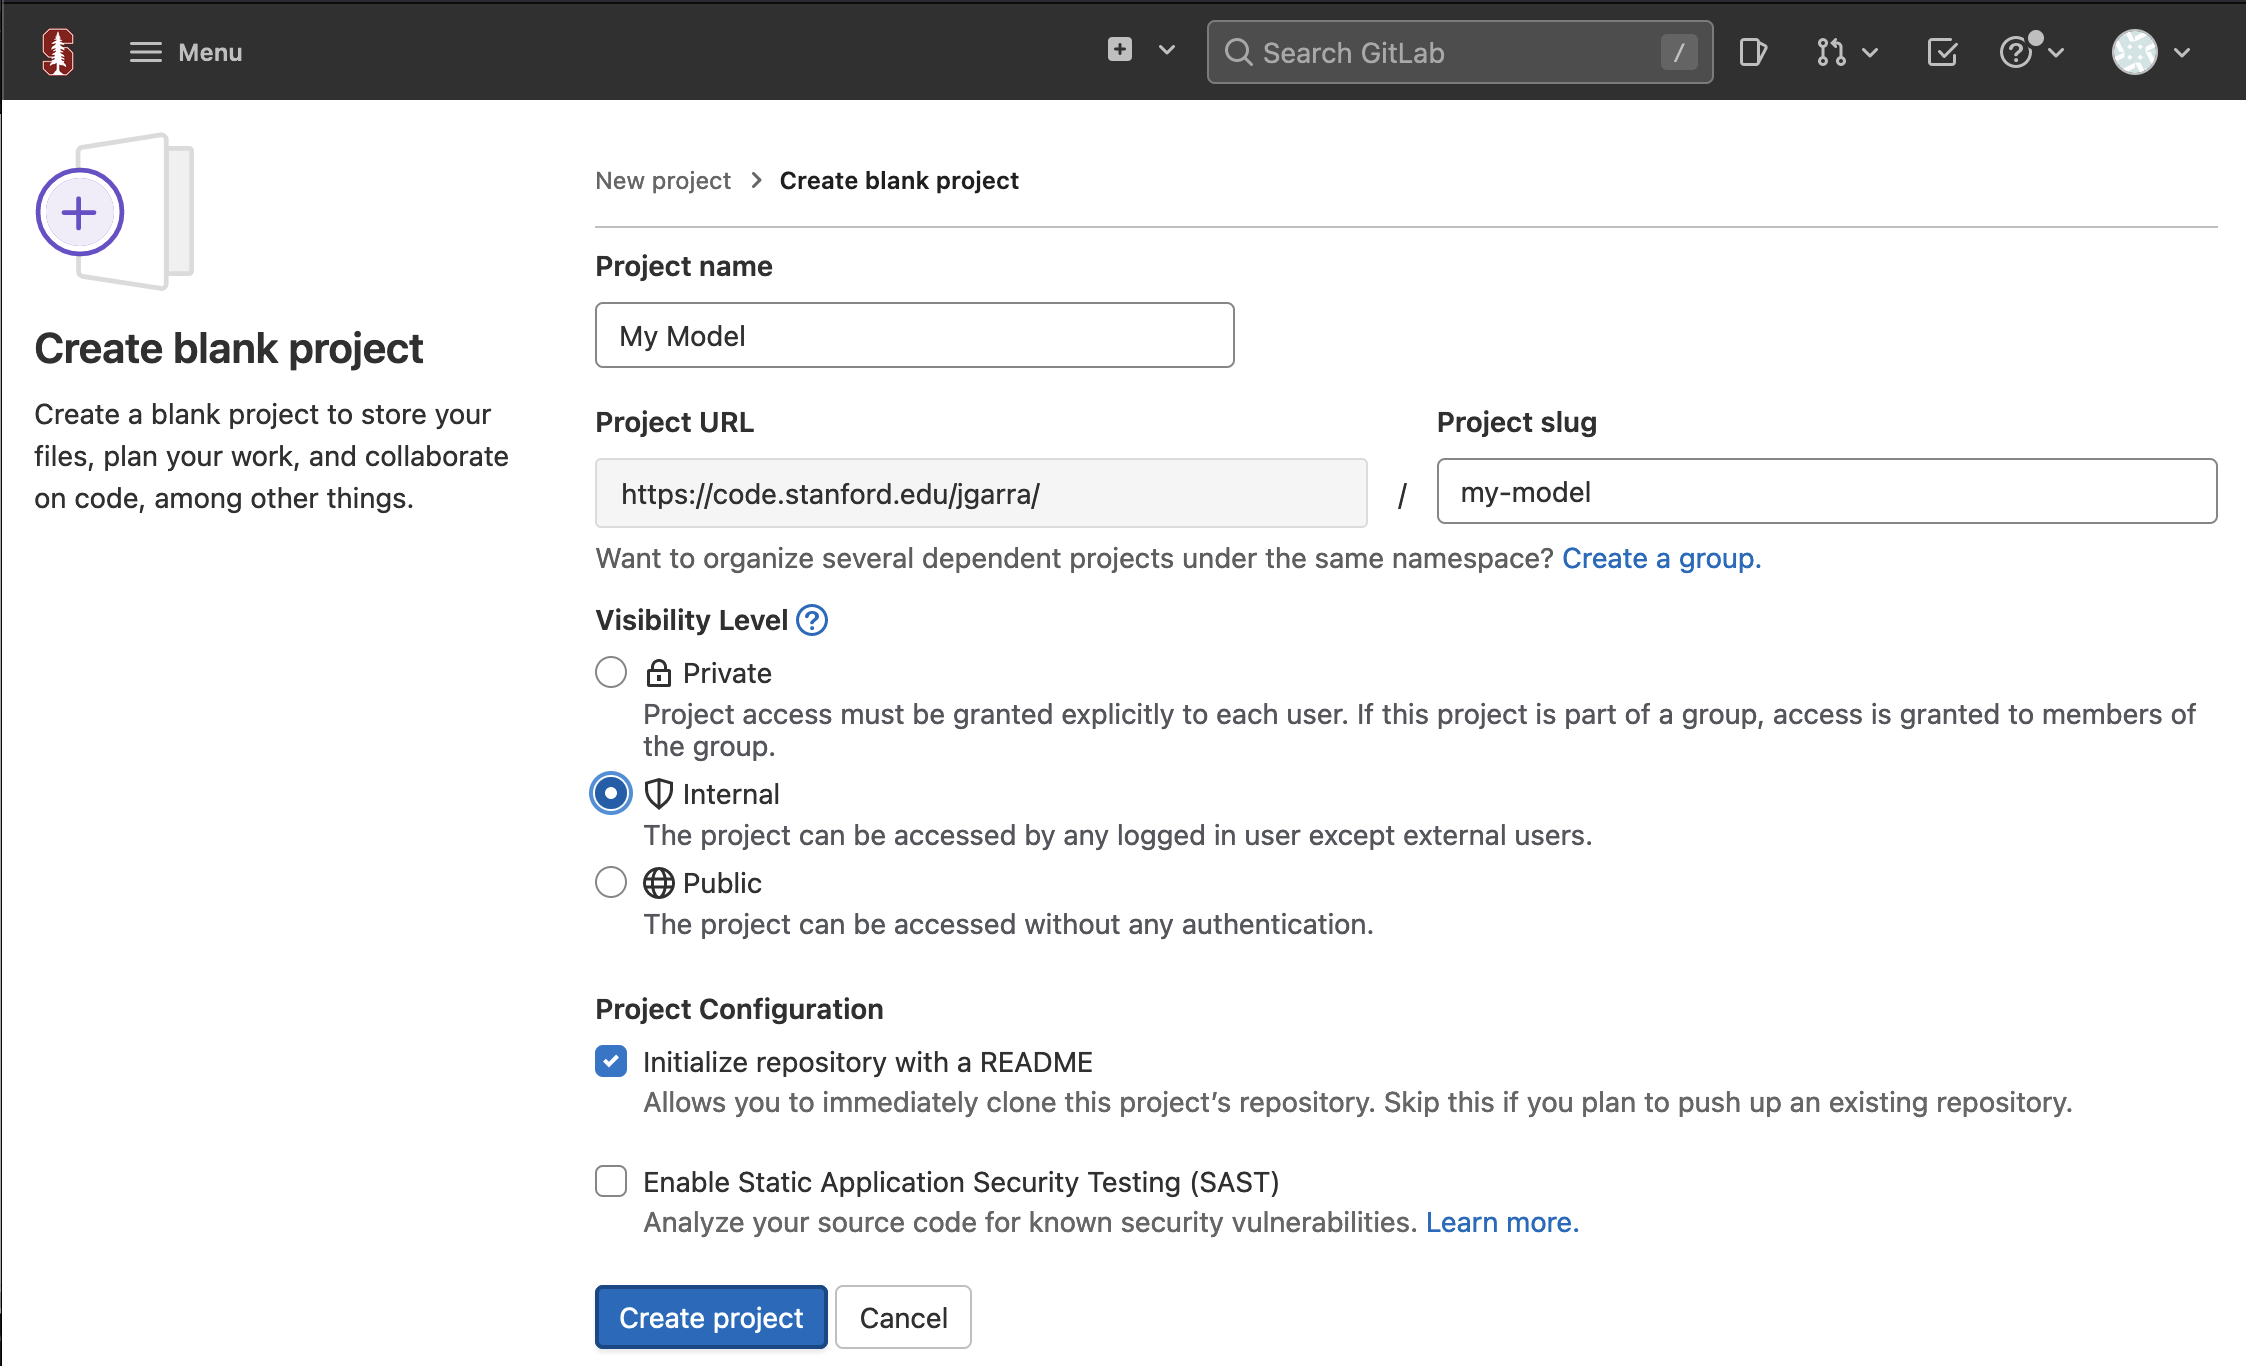 Menu
Search GitLab /
New project > Create blank project
Create blank project
Create a blank project to store your
files, plan your work, and collaborate
on code, among other things.
Project name
My Model
Project URL
https://code.stanford.edu/jgarra/
/
Project slug
my-model
Want to organize several dependent projects under the same namespace? Create a group.
Visibility Level ?
Private
Project access must be granted explicitly to each user. If this project is part of a group, access is granted to members of
the group.
Internal
The project can be accessed by any logged in user except external users.
Public
The project can be accessed without any authentication.
Project Configuration
Initialize repository with a README
Allows you to immediately clone this project’s repository. Skip this if you plan to push up an existing repository.
Enable Static Application Security Testing (SAST)
Analyze your source code for known security vulnerabilities. Learn more.
Create project
Cancel